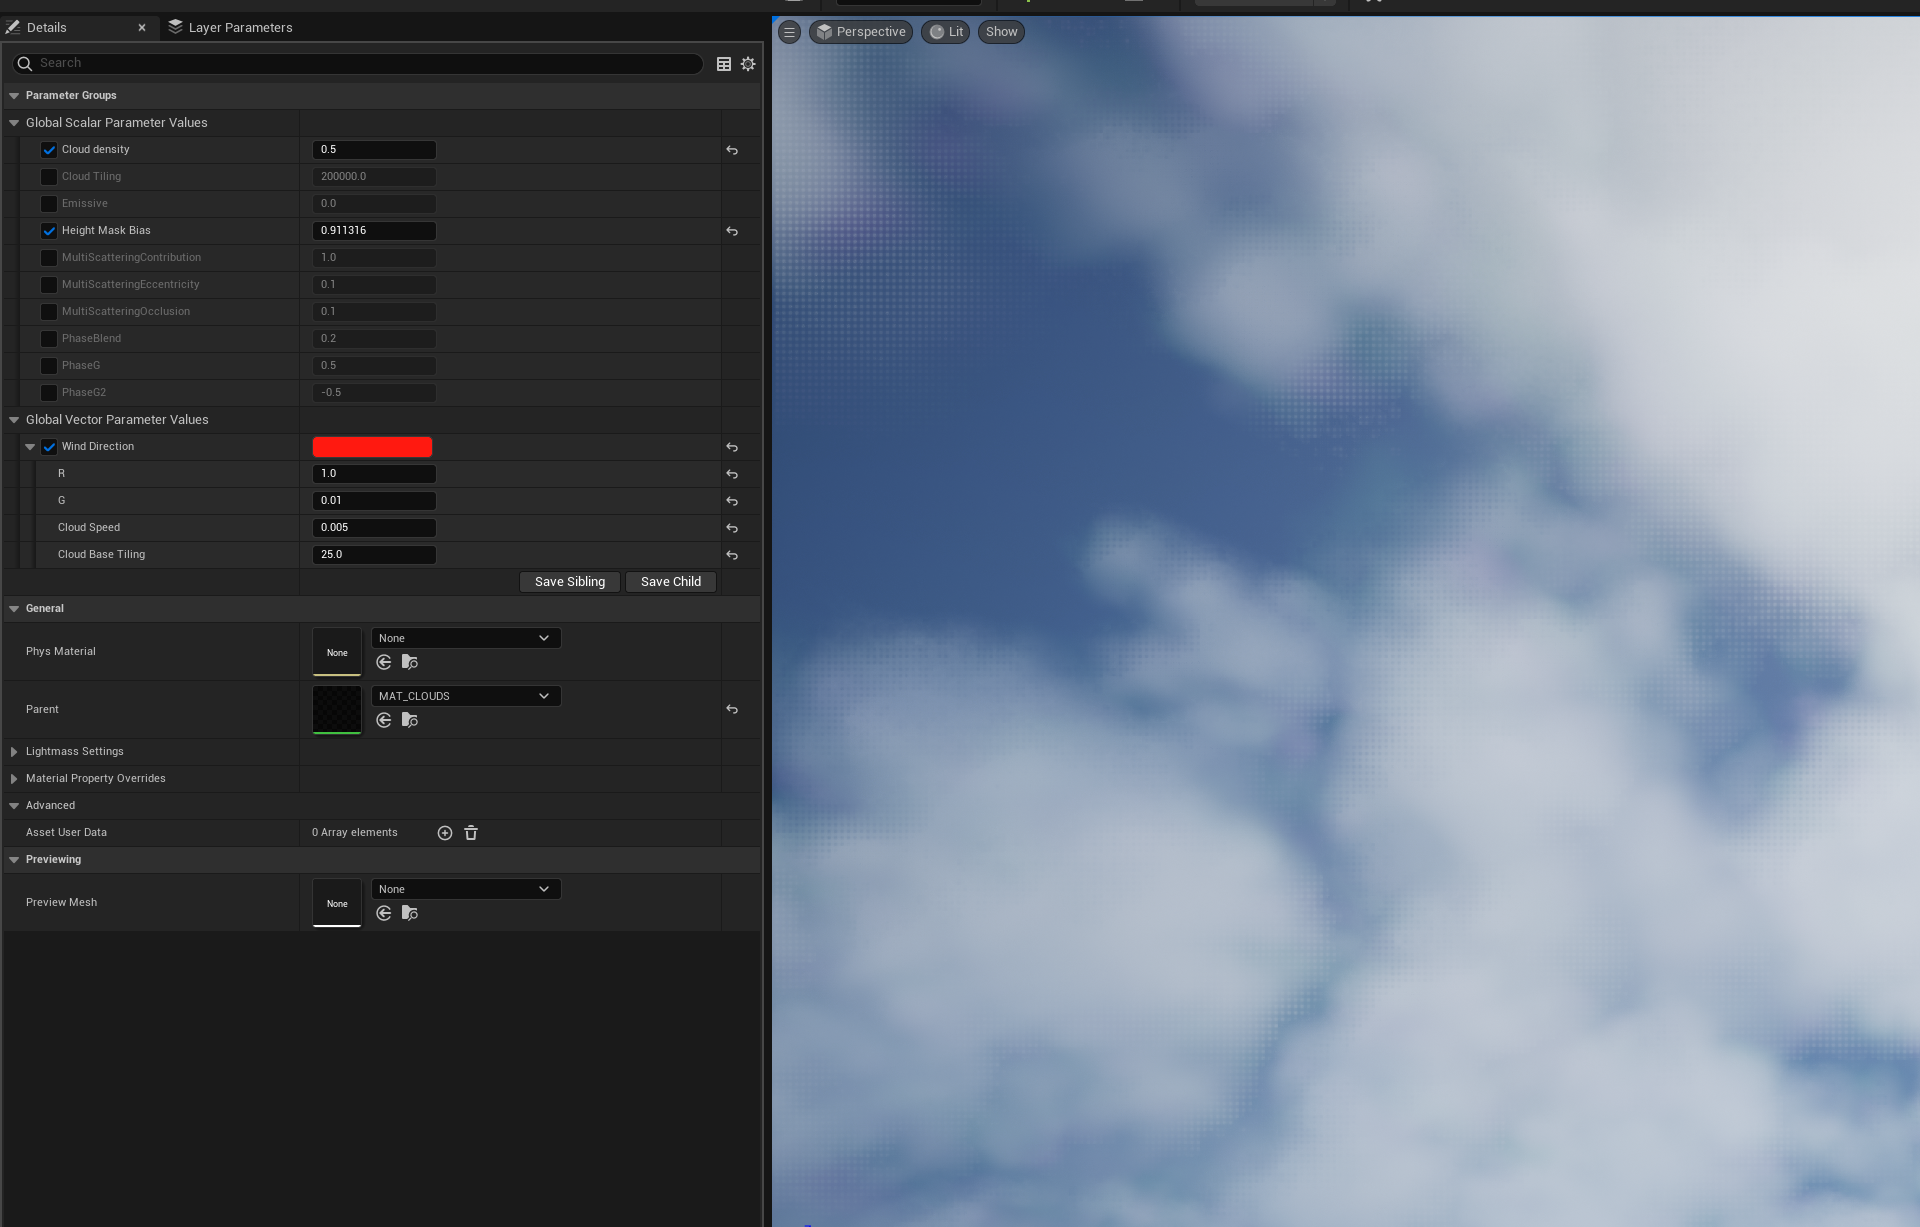 Details
Layer Parameters
Search
Parameter Groups
Global Scalar Parameter Values
Cloud density 0.5
Cloud Tiling 200000.0
Emissive 0.0
Height Mask Bias 0.911316
MultiScatteringContribution 1.0
MultiScatteringEccentricity 0.1
MultiScatteringOcclusion 0.1
PhaseBlend 0.2
PhaseG 0.5
PhaseG2 -0.5
Global Vector Parameter Values
Wind Direction
R 1.0
G 0.01
Cloud Speed 0.005
Cloud Base Tiling 25.0
Save Sibling Save Child
General
Phys Material None None
Parent MAT_CLOUDS
Lightmass Settings
Material Property Overrides
Advanced
Asset User Data 0 Array elements
Previewing
Preview Mesh None None
Perspective Lit Show